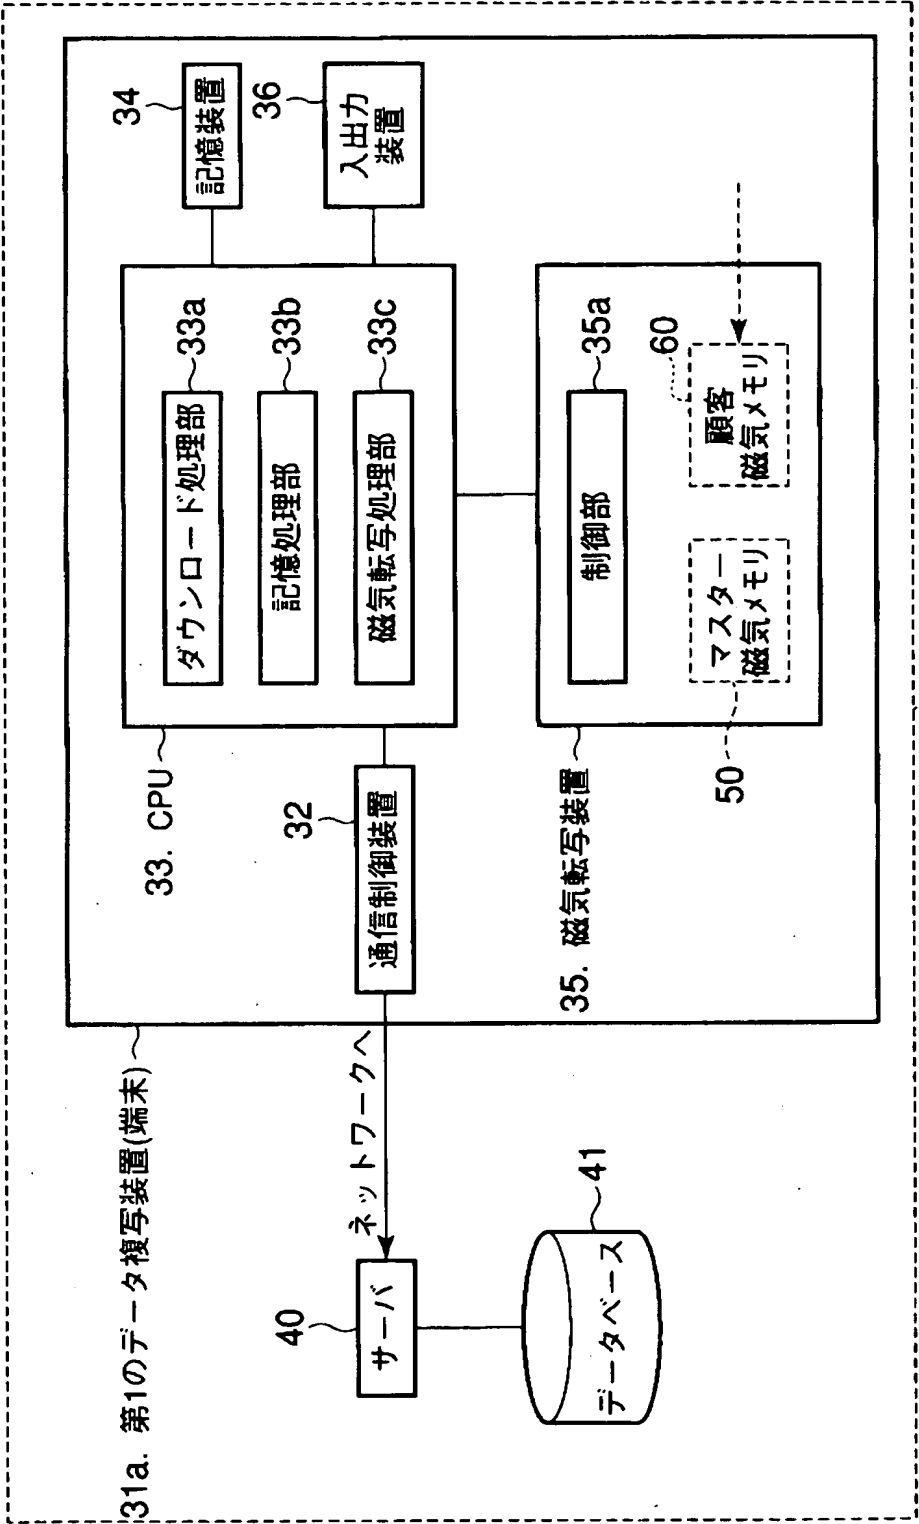 31a. 第1のデータ複写装置(端末)
33. CPU
33a
ダウンロード処理部
33b
記憶処理部
33c
磁気転写処理部
34
記憶装置
36
入出力
装置
32
通信制御装置
ネットワークへ
40
サーバ
41
データベース
35. 磁気転写装置
35a
制御部
50
マスター
磁気メモリ
60
顧客
磁気メモリ